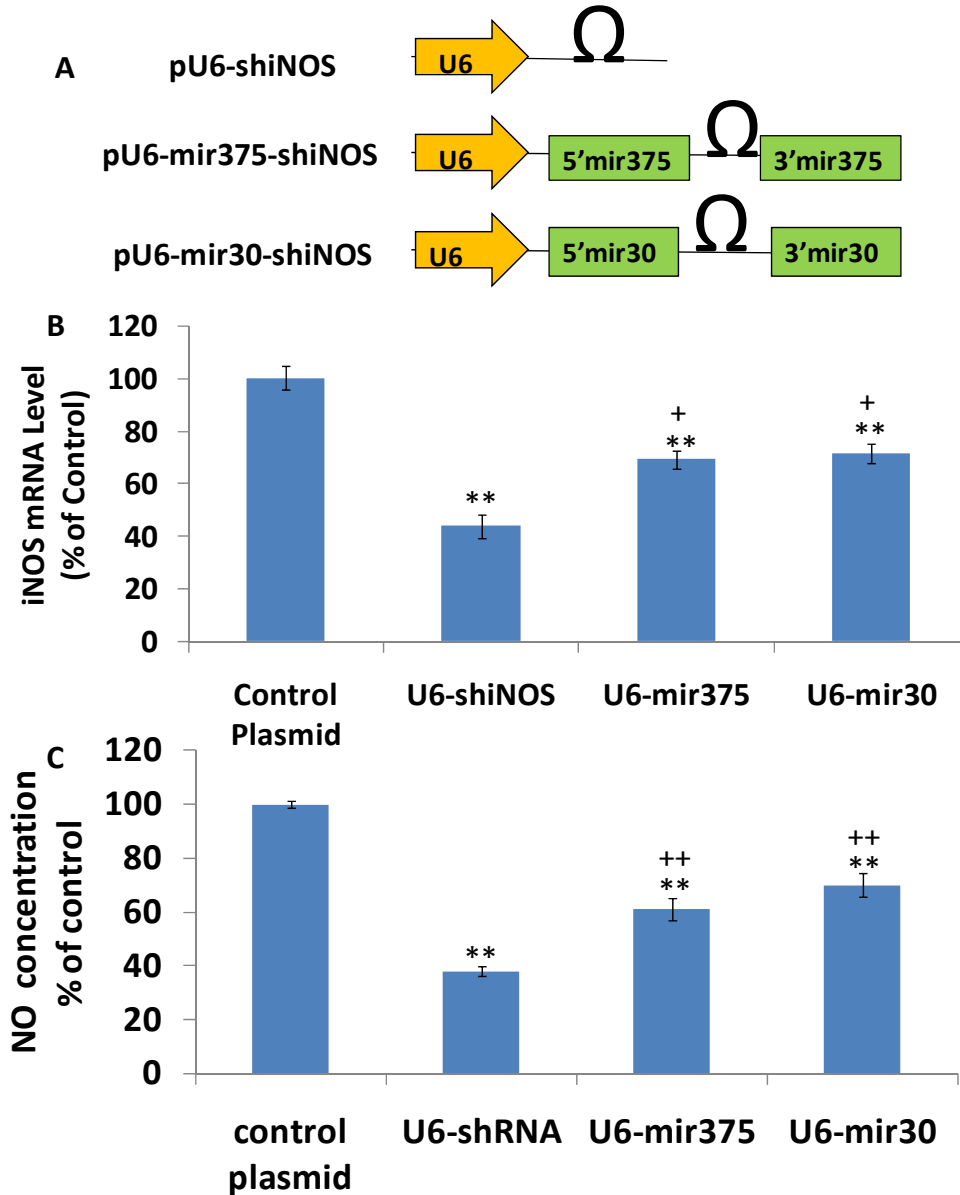 A
pU6-shiNOS
U6
Ω
pU6-mir375-shiNOS
U6
5’mir375
Ω
3’mir375
pU6-mir30-shiNOS
U6
5’mir30
Ω
3’mir30
B
iNOS mRNA Level
(% of Control)
120
100
80
60
40
20
0
**
+
**
+
**
Control
Plasmid
U6-shiNOS
U6-mir375
U6-mir30
C
NO concentration
% of control
120
100
80
60
40
20
0
**
++
**
++
**
control
plasmid
U6-shRNA
U6-mir375
U6-mir30